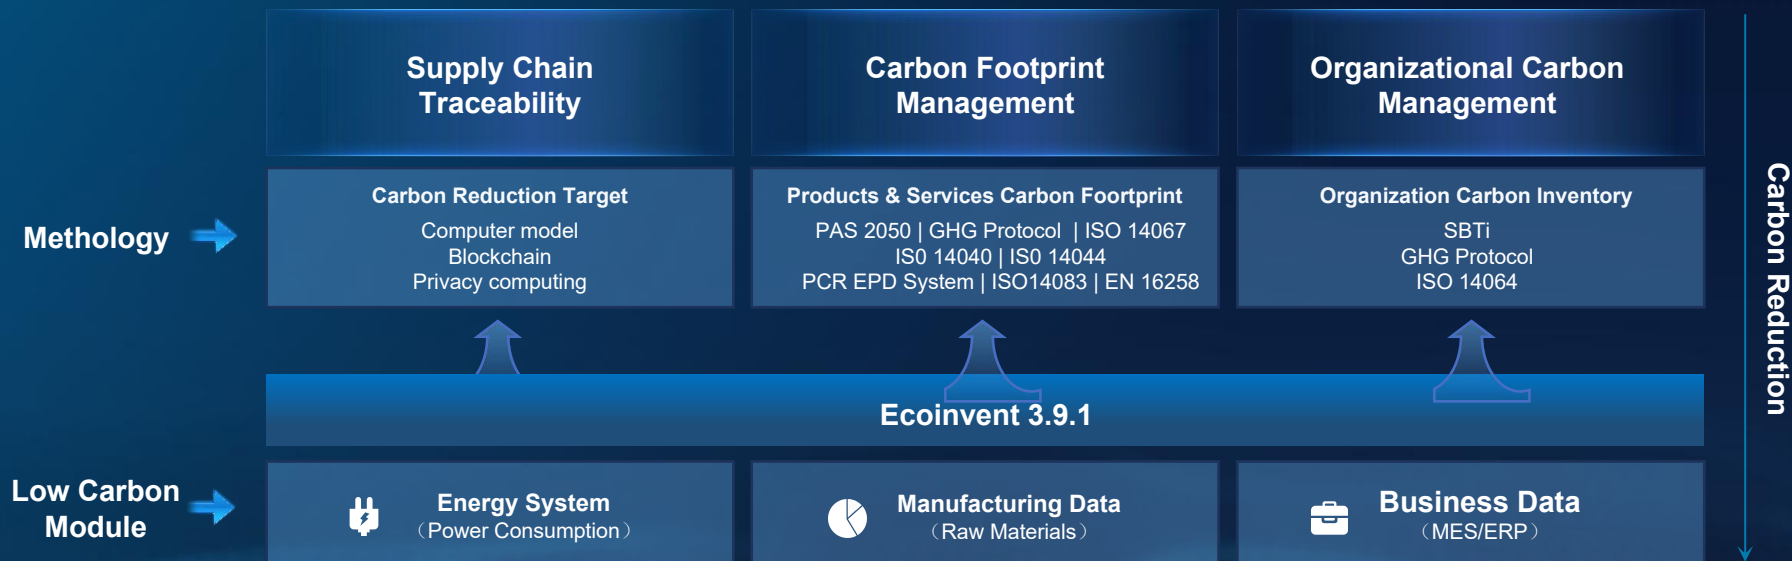 Supply Chain
Traceability
Carbon Footprint
Management
Organizational Carbon
Management
Methology
Carbon Reduction Target
Computer model
Blockchain
Privacy computing
Products & Services Carbon Foortprint
PAS 2050 | GHG Protocol | ISO 14067
IS0 14040 | IS0 14044
PCR EPD System | ISO14083 | EN 16258
Organization Carbon Inventory
SBTi
GHG Protocol
ISO 14064
Carbon Reduction
Ecoinvent 3.9.1
Low Carbon
Module
Energy System
（Power Consumption）
Manufacturing Data
（Raw Materials）
Business Data
（MES/ERP）